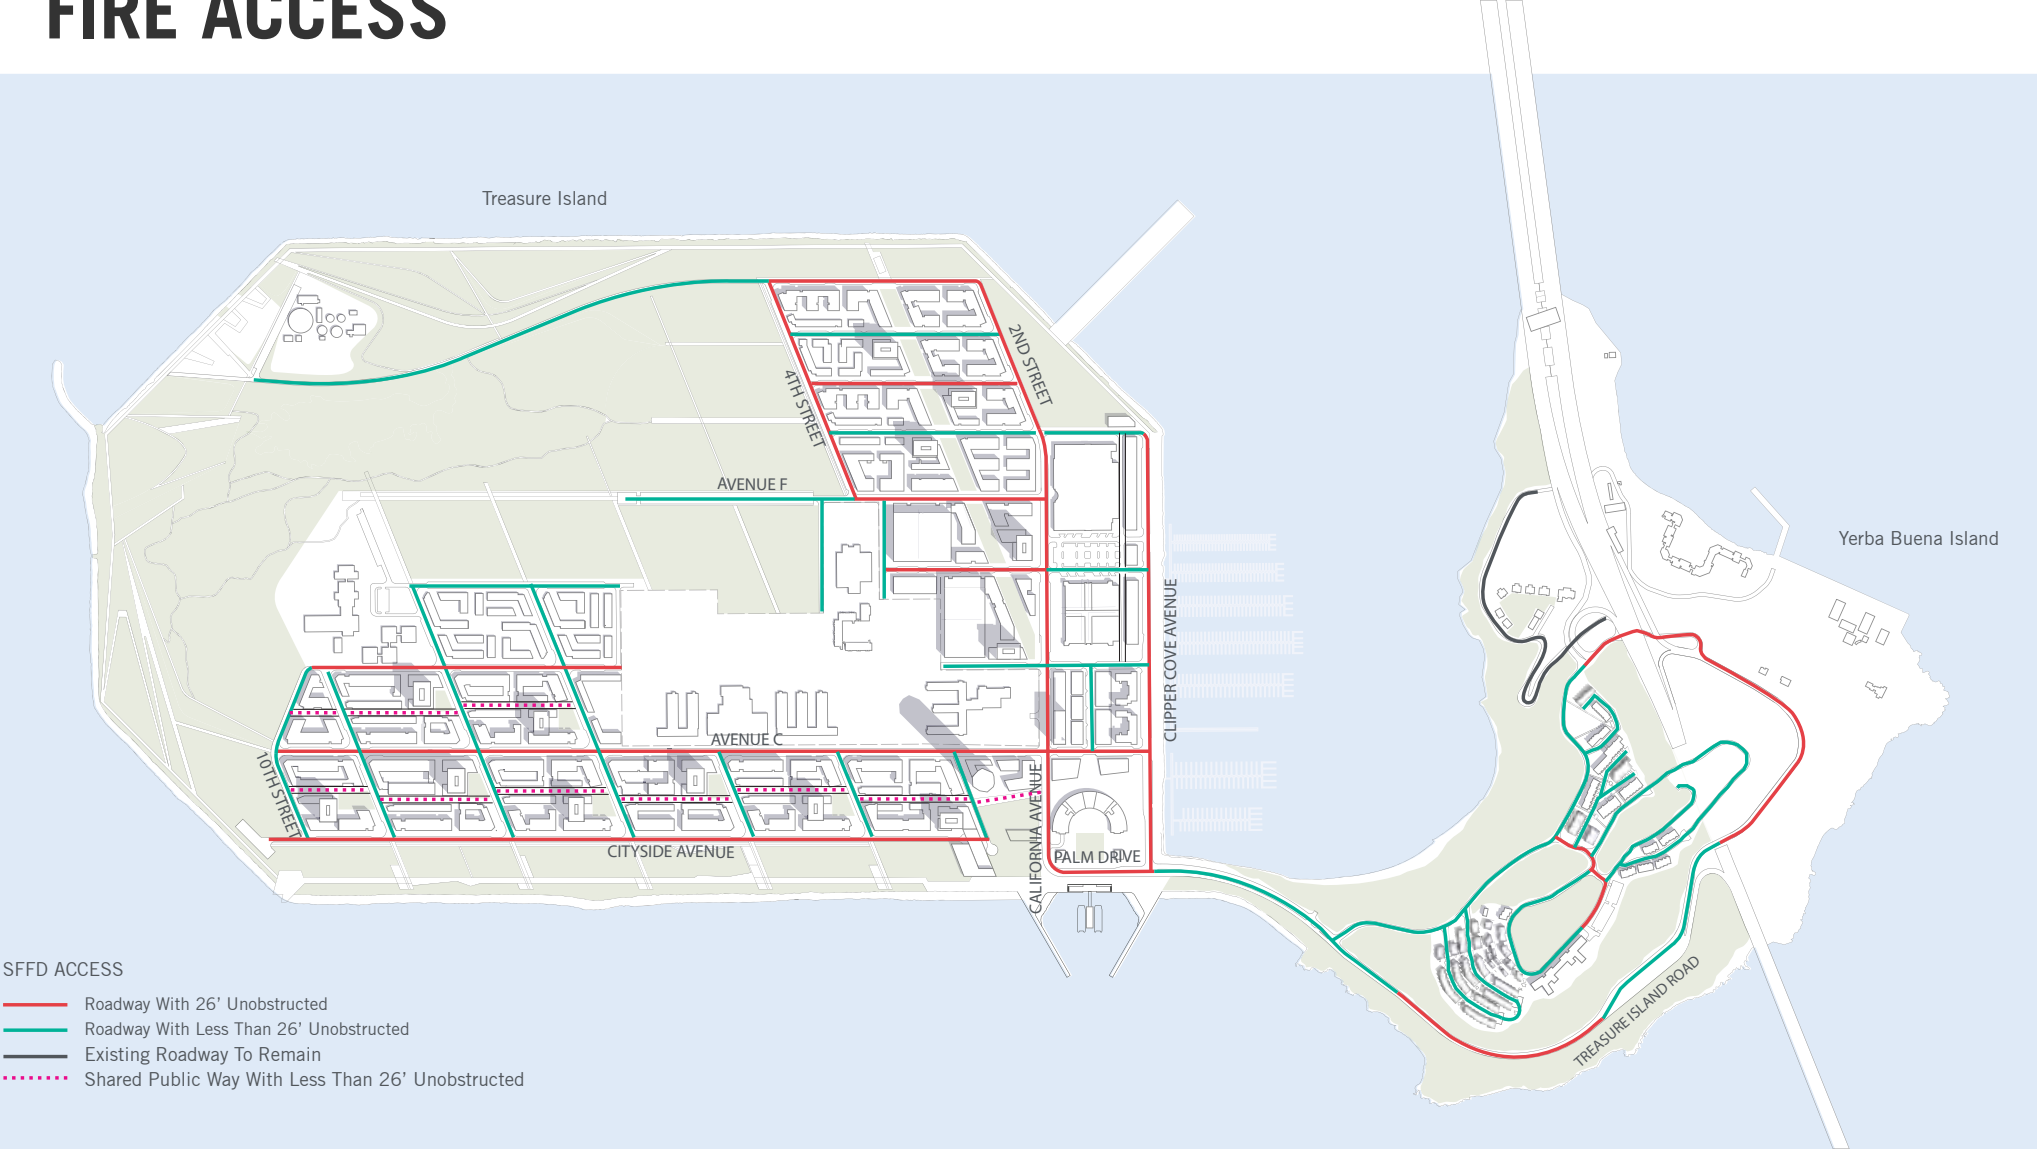 FIRE ACCESS
Treasure Island
2ND STREET
4TH STREET
AVENUE F
Yerba Buena Island
CLIPPER COVE AVENUE
AVENUE C
10TH STREET
CALIFORNIA AVENUE
CITYSIDE AVENUE
PALM DRIVE
TREASURE ISLAND ROAD
SFFD ACCESS
Roadway With 26’ Unobstructed
Roadway With Less Than 26’ Unobstructed
Existing Roadway To Remain
Shared Public Way With Less Than 26’ Unobstructed